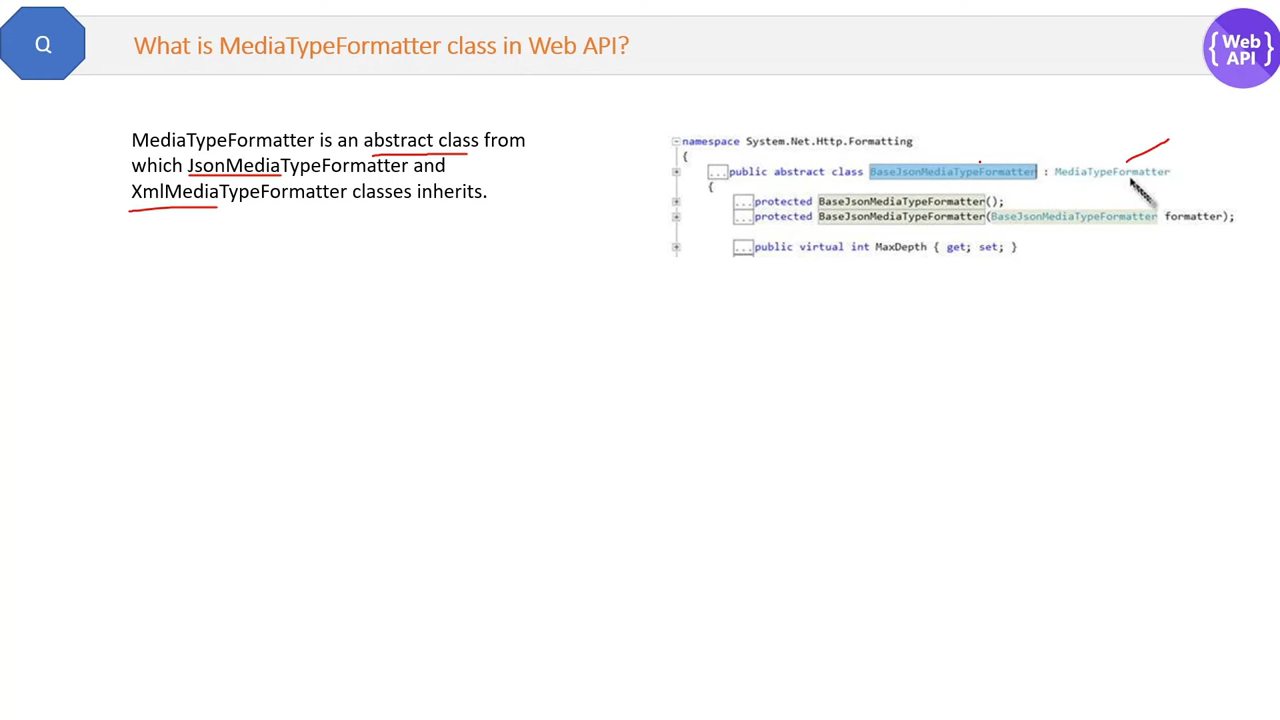 Q
What is MediaTypeFormatter class in Web API?
{Web API}
MediaTypeFormatter is an abstract class from
which JsonMediaTypeFormatter and
XmlMediaTypeFormatter classes inherits.
namespace System.Net.Http.Formatting
{
...public abstract class BaseJsonMediaTypeFormatter : MediaTypeFormatter
{
...protected BaseJsonMediaTypeFormatter();
...protected BaseJsonMediaTypeFormatter(BaseJsonMediaTypeFormatter formatter);
...public virtual int MaxDepth { get; set; }